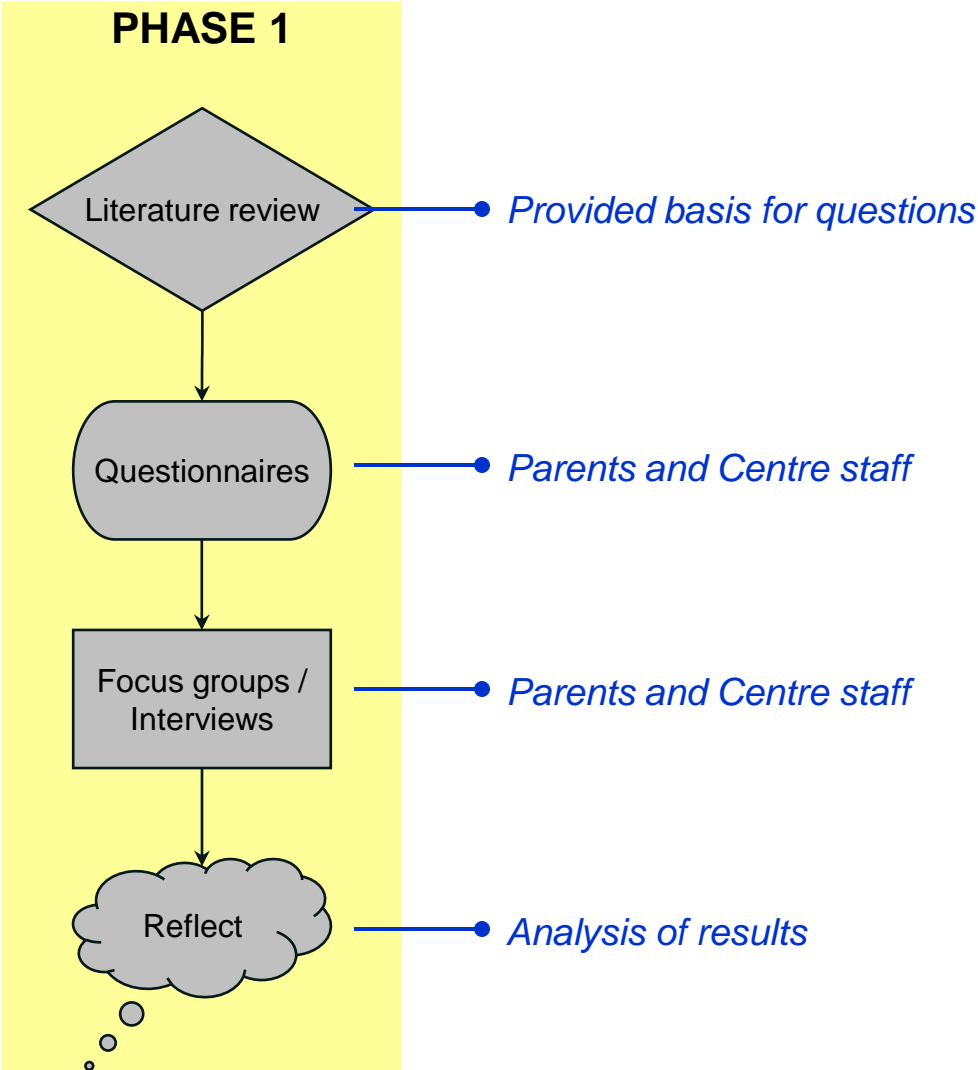 PHASE 1
Literature review
Provided basis for questions
Questionnaires
Parents and Centre staff
Focus groups /
Interviews
Parents and Centre staff
Reflect
Analysis of results